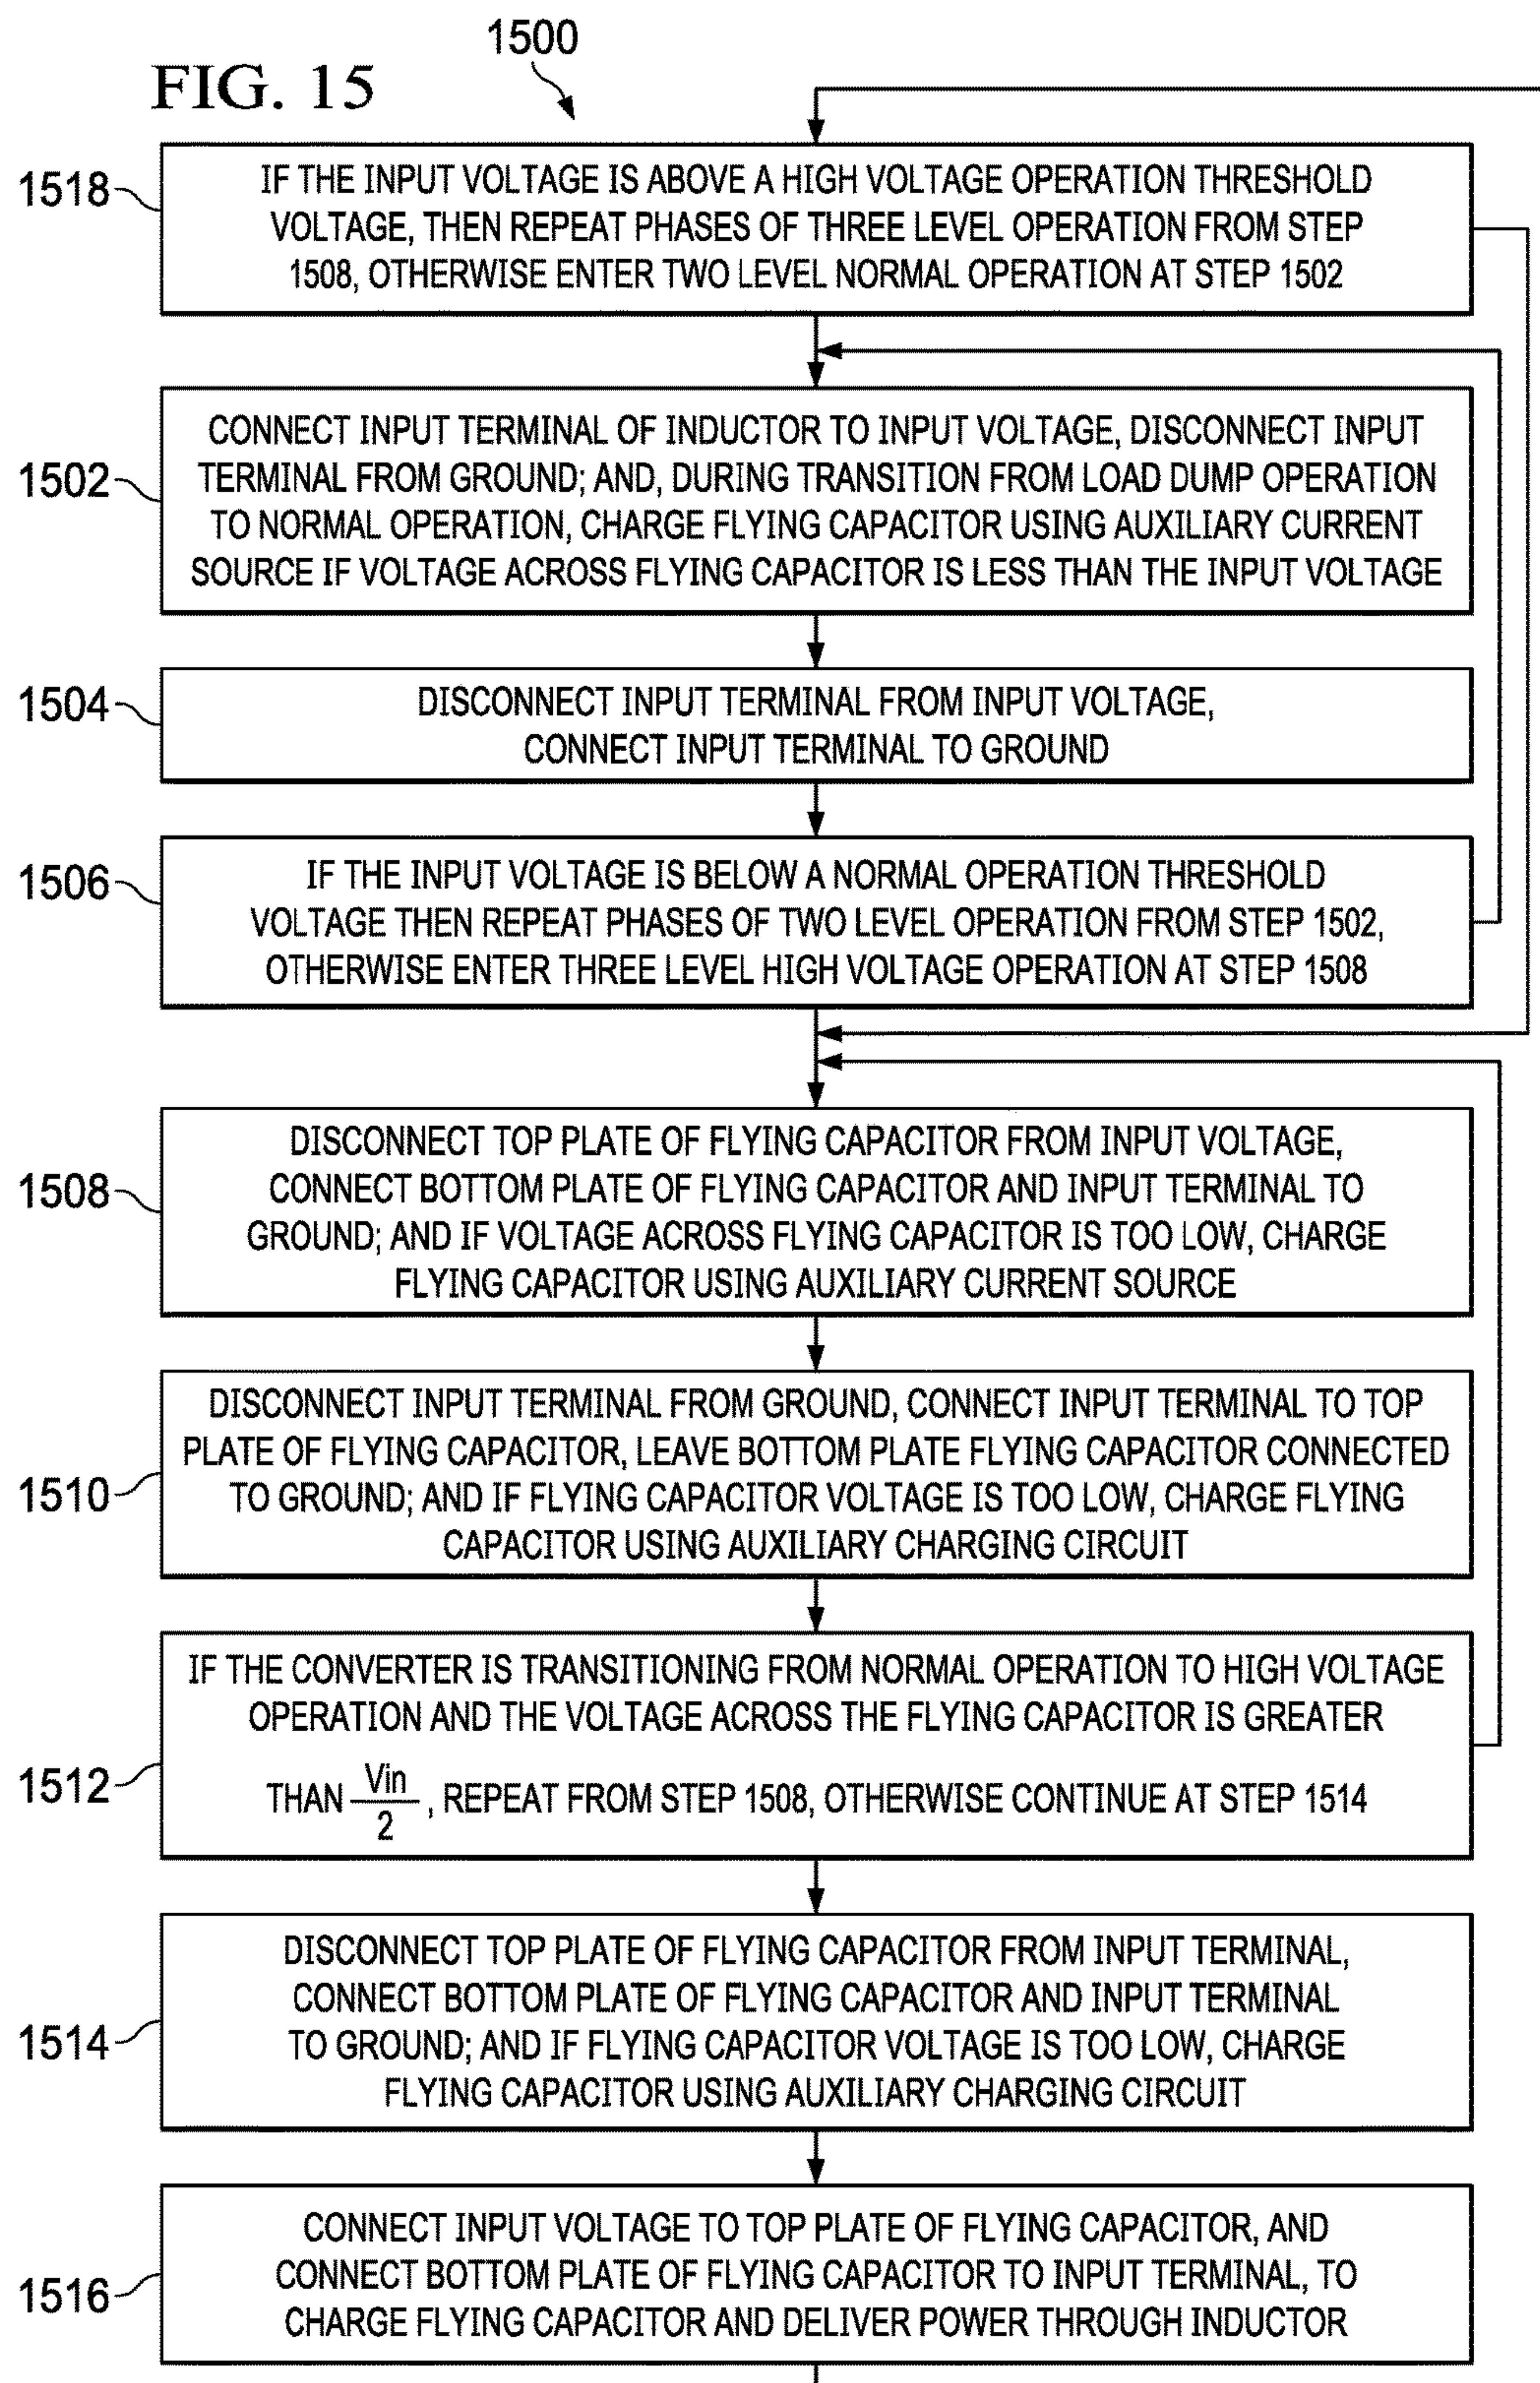 1500
FIG. 15
1518
IF THE INPUT VOLTAGE IS ABOVE A HIGH VOLTAGE OPERATION THRESHOLD
VOLTAGE, THEN REPEAT PHASES OF THREE LEVEL OPERATION FROM STEP
1508, OTHERWISE ENTER TWO LEVEL NORMAL OPERATION AT STEP 1502
1502
CONNECT INPUT TERMINAL OF INDUCTOR TO INPUT VOLTAGE, DISCONNECT INPUT
TERMINAL FROM GROUND; AND, DURING TRANSITION FROM LOAD DUMP OPERATION
TO NORMAL OPERATION, CHARGE FLYING CAPACITOR USING AUXILIARY CURRENT
SOURCE IF VOLTAGE ACROSS FLYING CAPACITOR IS LESS THAN THE INPUT VOLTAGE
1504
DISCONNECT INPUT TERMINAL FROM INPUT VOLTAGE,
CONNECT INPUT TERMINAL TO GROUND
1506
IF THE INPUT VOLTAGE IS BELOW A NORMAL OPERATION THRESHOLD
VOLTAGE THEN REPEAT PHASES OF TWO LEVEL OPERATION FROM STEP 1502,
OTHERWISE ENTER THREE LEVEL HIGH VOLTAGE OPERATION AT STEP 1508
1508
DISCONNECT TOP PLATE OF FLYING CAPACITOR FROM INPUT VOLTAGE,
CONNECT BOTTOM PLATE OF FLYING CAPACITOR AND INPUT TERMINAL TO
GROUND; AND IF VOLTAGE ACROSS FLYING CAPACITOR IS TOO LOW, CHARGE
FLYING CAPACITOR USING AUXILIARY CURRENT SOURCE
1510
DISCONNECT INPUT TERMINAL FROM GROUND, CONNECT INPUT TERMINAL TO TOP
PLATE OF FLYING CAPACITOR, LEAVE BOTTOM PLATE FLYING CAPACITOR CONNECTED
TO GROUND; AND IF FLYING CAPACITOR VOLTAGE IS TOO LOW, CHARGE FLYING
CAPACITOR USING AUXILIARY CHARGING CIRCUIT
1512
IF THE CONVERTER IS TRANSITIONING FROM NORMAL OPERATION TO HIGH VOLTAGE
OPERATION AND THE VOLTAGE ACROSS THE FLYING CAPACITOR IS GREATER
THAN Vin/2, REPEAT FROM STEP 1508, OTHERWISE CONTINUE AT STEP 1514
1514
DISCONNECT TOP PLATE OF FLYING CAPACITOR FROM INPUT TERMINAL,
CONNECT BOTTOM PLATE OF FLYING CAPACITOR AND INPUT TERMINAL
TO GROUND; AND IF FLYING CAPACITOR VOLTAGE IS TOO LOW, CHARGE
FLYING CAPACITOR USING AUXILIARY CHARGING CIRCUIT
1516
CONNECT INPUT VOLTAGE TO TOP PLATE OF FLYING CAPACITOR, AND
CONNECT BOTTOM PLATE OF FLYING CAPACITOR TO INPUT TERMINAL, TO
CHARGE FLYING CAPACITOR AND DELIVER POWER THROUGH INDUCTOR